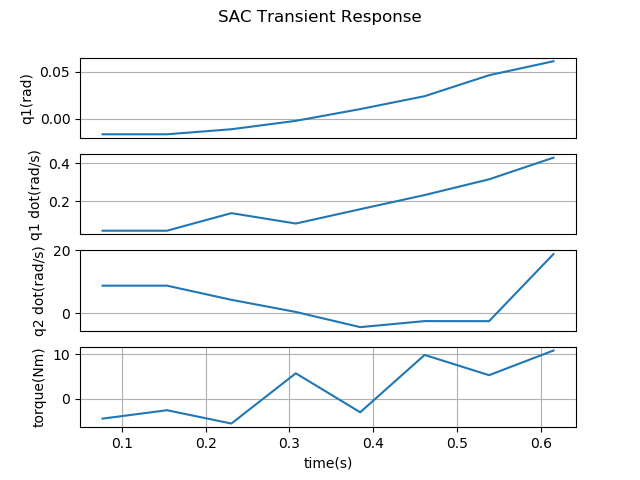 SAC Transient Response
q1(rad)
0.05
0.00
q1 dot(rad/s)
0.4
0.2
q2 dot(rad/s)
20
0
torque(Nm)
10
0
0.1 0.2 0.3 0.4 0.5 0.6
time(s)